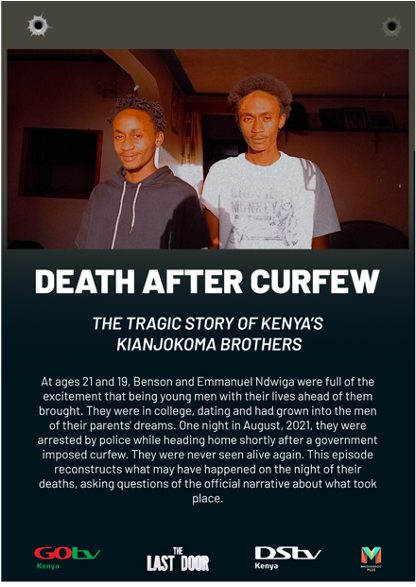 DEATH AFTER CURFEW
THE TRAGIC STORY OF KENYA'S
KIANJOKOMA BROTHERS
At ages 21 and 19, Benson and Emmanuel Ndwiga were full of the
excitement that being young men with their lives ahead of them
brought. They were in college, dating and had grown into the men
of their parents' dreams. One night in August, 2021, they were
arrested by police while heading home shortly after a government
imposed curfew. They were never seen alive again. This episode
reconstructs what may have happened on the night of their
deaths, asking questions of the official narrative about what took
place.
GOtv
Kenya
THE
LAST DOOR
DStv
Kenya